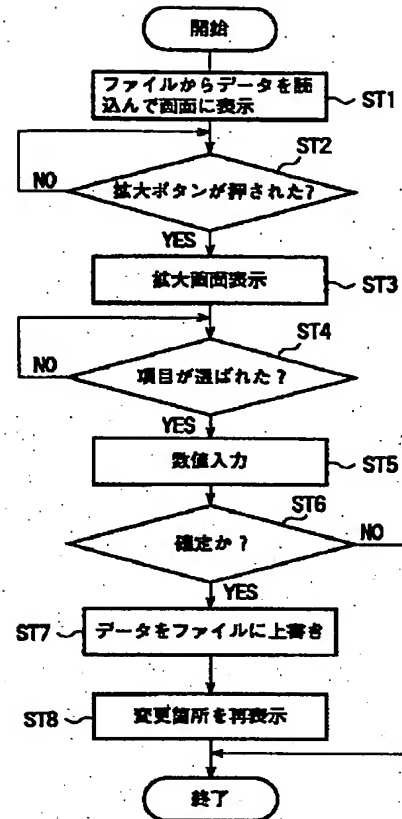 開始
ファイルからデータを読
込んで画面に表示
ST1
ST2
拡大ボタンが押された?
NO
YES
拡大画面表示
ST3
ST4
項目が選ばれた?
NO
YES
数値入力
ST5
ST6
確定か?
NO
YES
ST7
データをファイルに上書き
ST8
変更箇所を再表示
終了